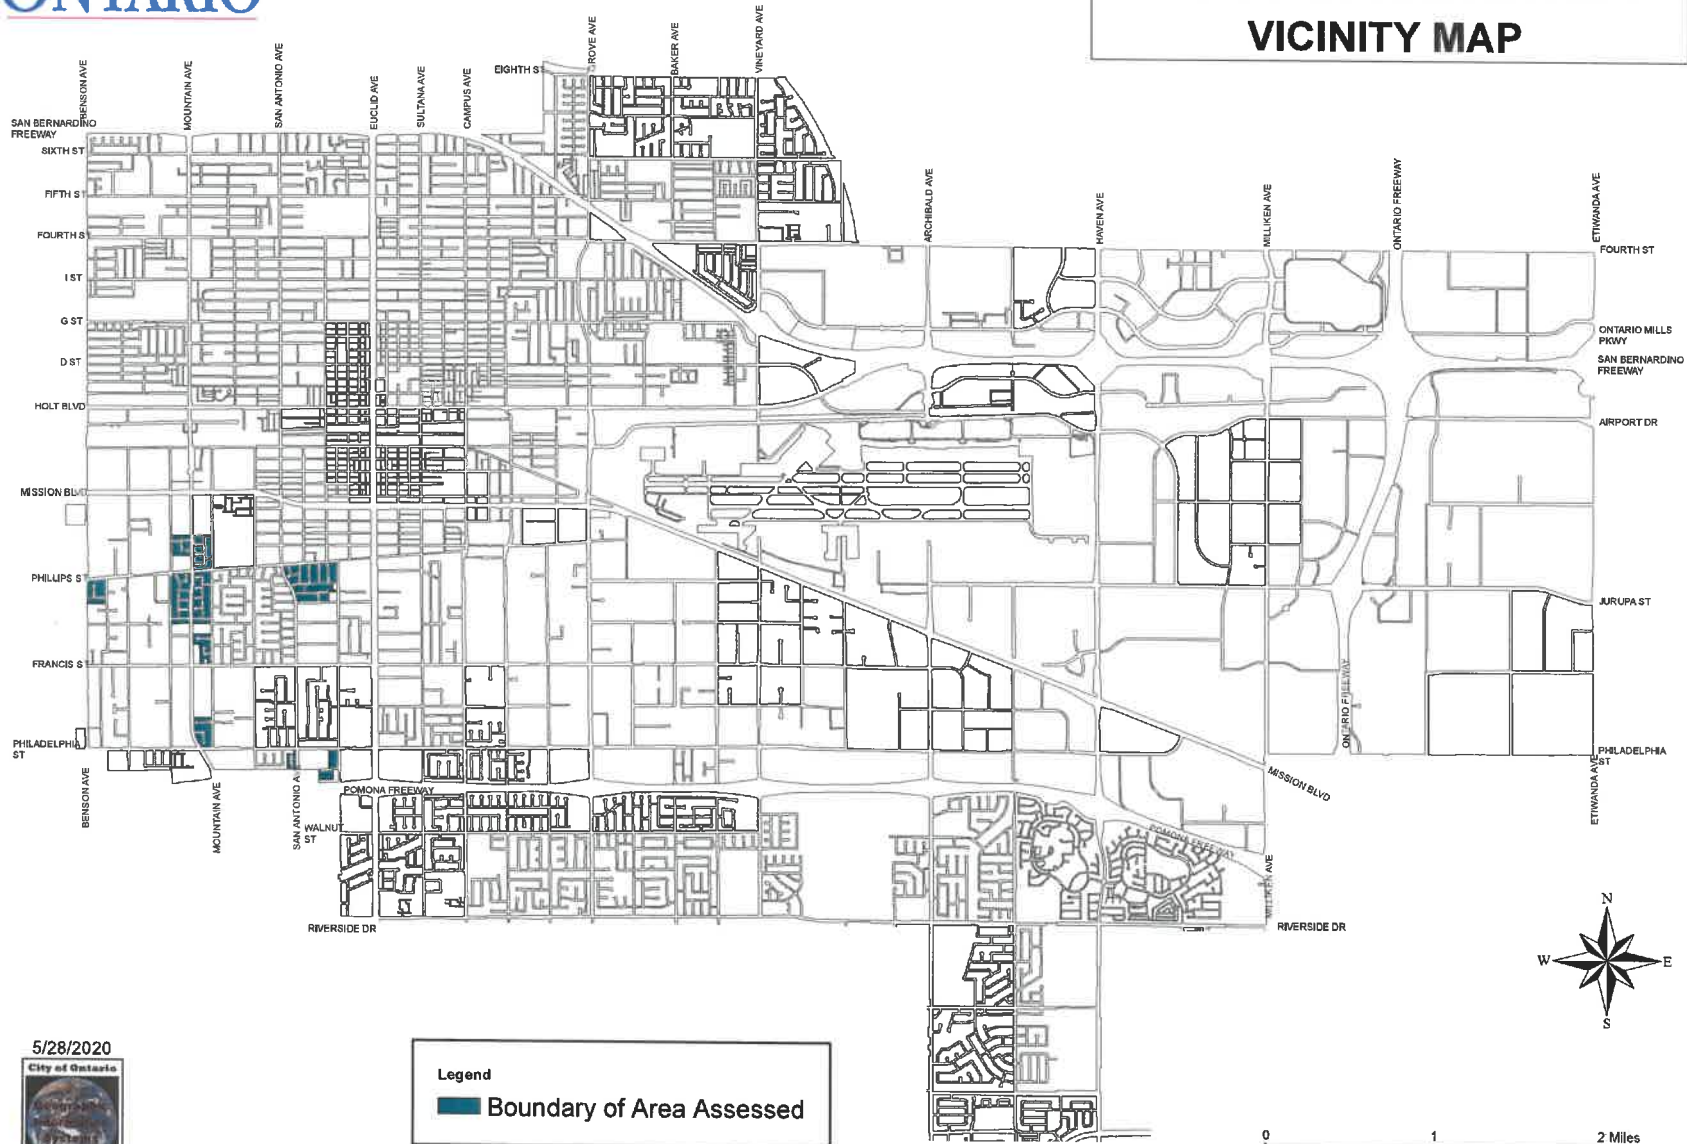 ONTARIO
VICINITY MAP
BENSON AVE
MOUNTAIN AVE
SAN ANTONIO AVE
EUCLID AVE
SULTANA AVE
CAMPUS AVE
EIGHTH ST
GROVE AVE
BAKER AVE
VINEYARD AVE
ARCHIBALD AVE
HAVEN AVE
MILLIKEN AVE
ONTARIO FREEWAY
ETIWANDA AVE
SAN BERNARDINO
FREEWAY
SIXTH ST
FIFTH ST
FOURTH ST
I ST
G ST
D ST
HOLT BLVD
MISSION BLVD
PHILLIPS ST
FRANCIS ST
PHILADELPHIA
ST
FOURTH ST
ONTARIO MILLS
PKWY
SAN BERNARDINO
FREEWAY
AIRPORT DR
JURUPA ST
ONTARIO FREEWAY
PHILADELPHIA
ST
ETIWANDA AVE
MISSION BLVD
BENSON AVE
MOUNTAIN AVE
SAN ANTONIO A
POMONA FREEWAY
WALNUT
ST
POMONA FREEWAY
MILLIKEN AVE
RIVERSIDE DR
RIVERSIDE DR
N
W
E
S
5/28/2020
City of Ontario
Geographic
Information
Systems
Legend
Boundary of Area Assessed
0 1 2 Miles